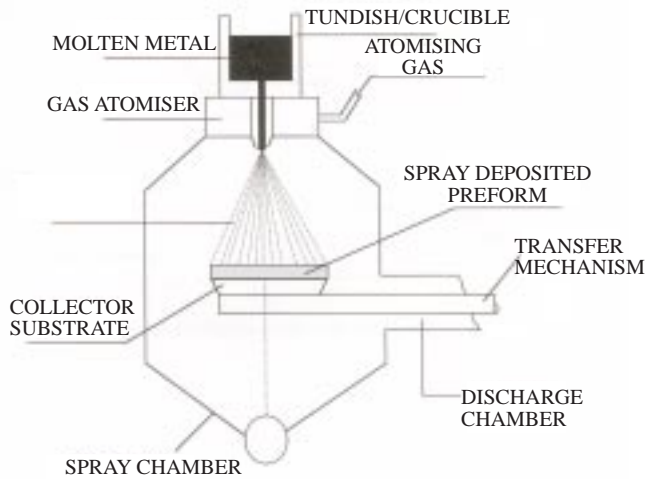 TUNDISH/CRUCIBLE
MOLTEN METAL
ATOMISING
GAS
GAS ATOMISER
SPRAY DEPOSITED
PREFORM
TRANSFER
MECHANISM
COLLECTOR
SUBSTRATE
DISCHARGE
CHAMBER
SPRAY CHAMBER